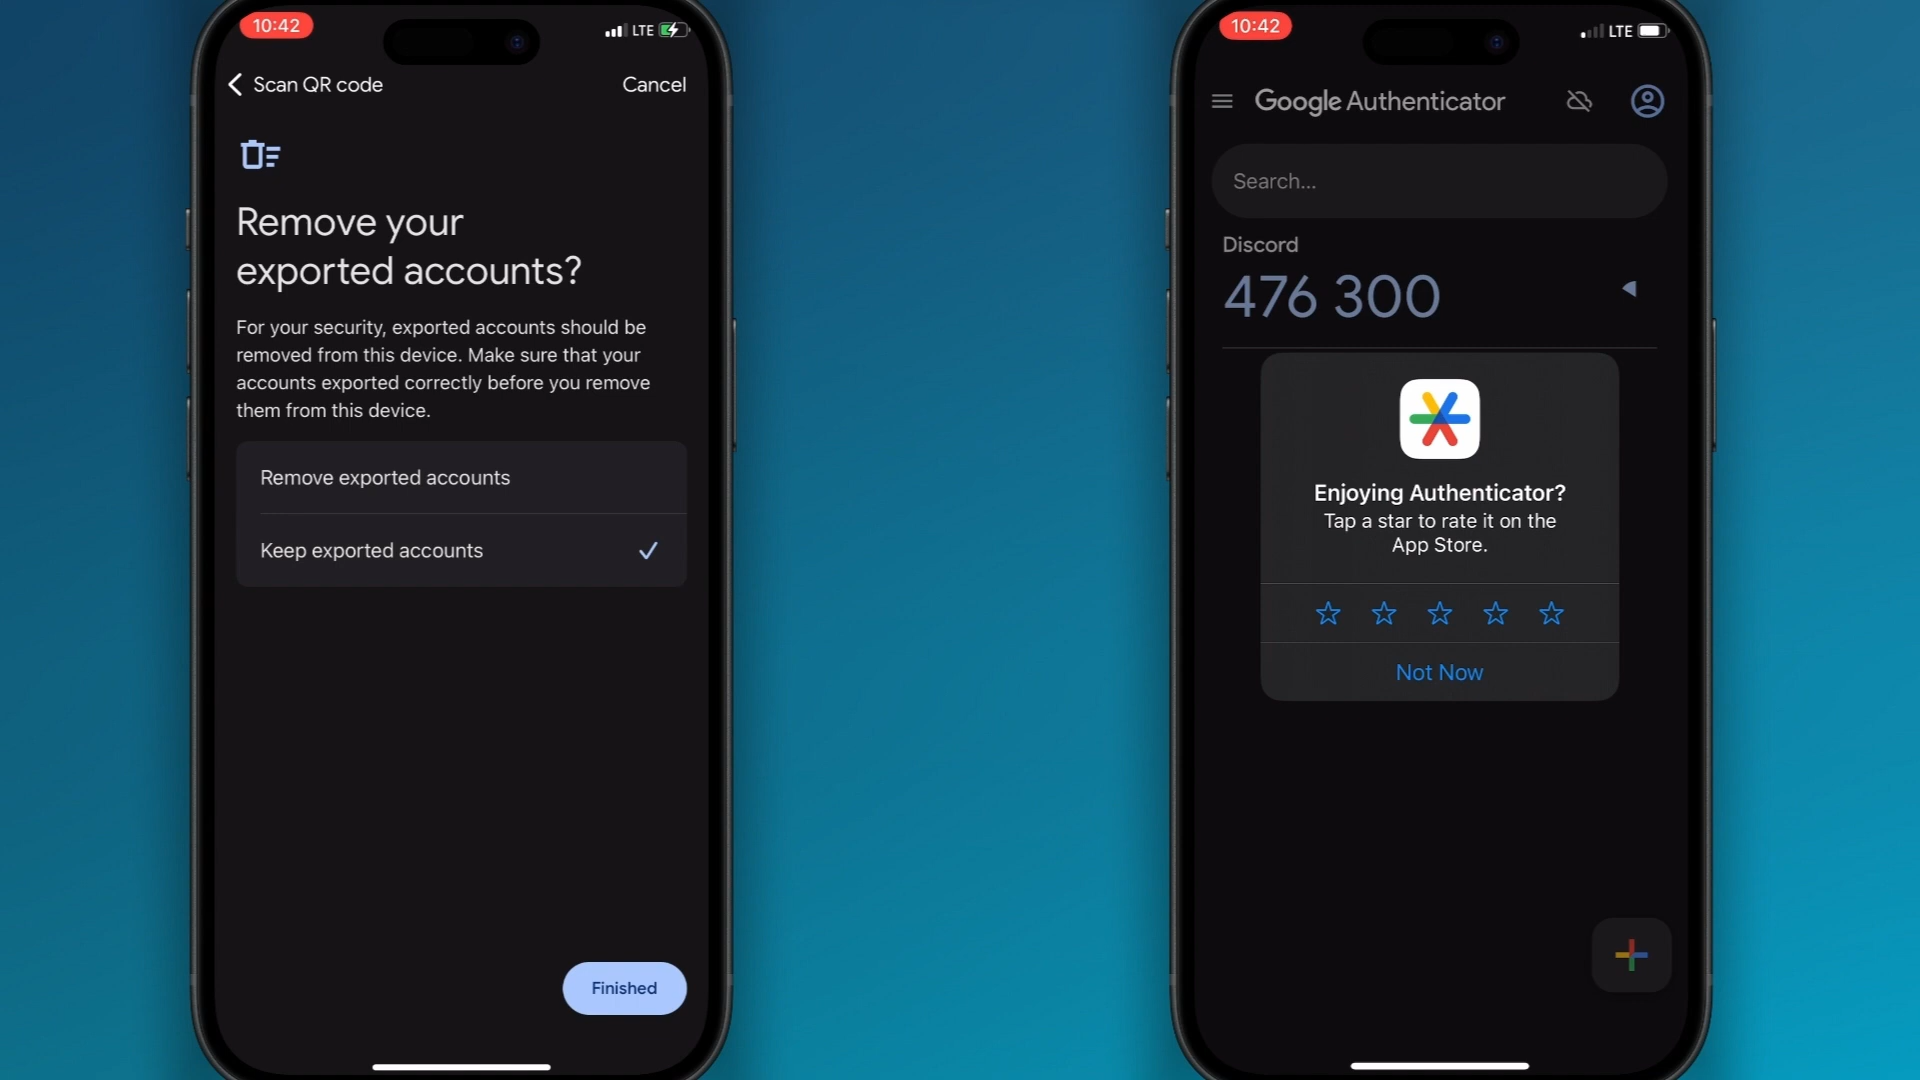 10:42
LTE
Scan QR code
Cancel
Remove your
exported accounts?
For your security, exported accounts should be
removed from this device. Make sure that your
accounts exported correctly before you remove
them from this device.
Remove exported accounts
Keep exported accounts
Finished
10:42
LTE
Google Authenticator
Search...
Discord
476 300
Enjoying Authenticator?
Tap a star to rate it on the
App Store.
Not Now